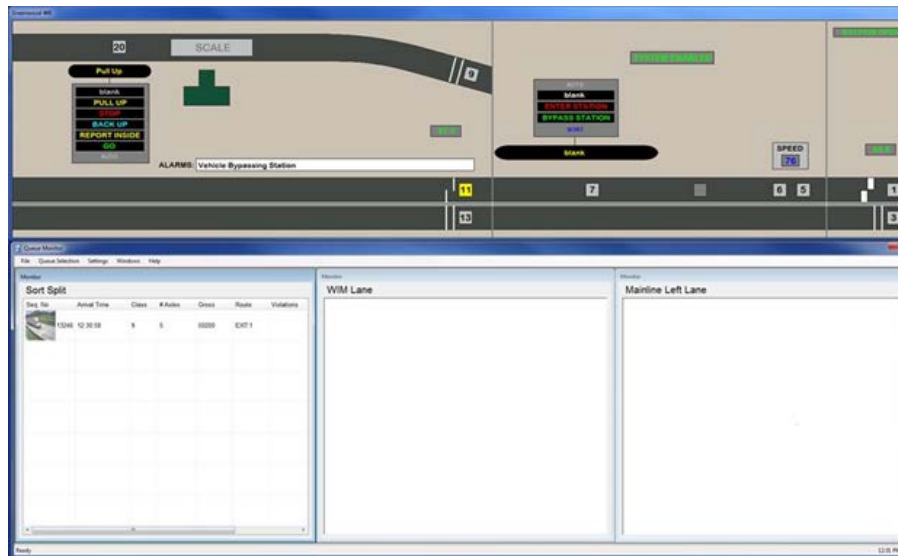 20
SCALE
9
Pull Up
blank
PULL UP
STOP
BACK UP
REPORT INSIDE
GO
AUTO
SYSTEM ENABLED
AUTO
blank
ENTER STATION
BYPASS STATION
SORT
blank
SPEED
76
ALARMS: Vehicle Bypassing Station
11
7
6
5
1
13
3
Queue Monitor
File Queue Selection Settings Windows Help
Monitor
Monitor
Monitor
Sort Split
WIM Lane
Mainline Left Lane
Seq. No Arrival Time Class # Axles Gross Route Violations
13246 12:30:58 9 5 EXIT:1
Ready
12:01 PM